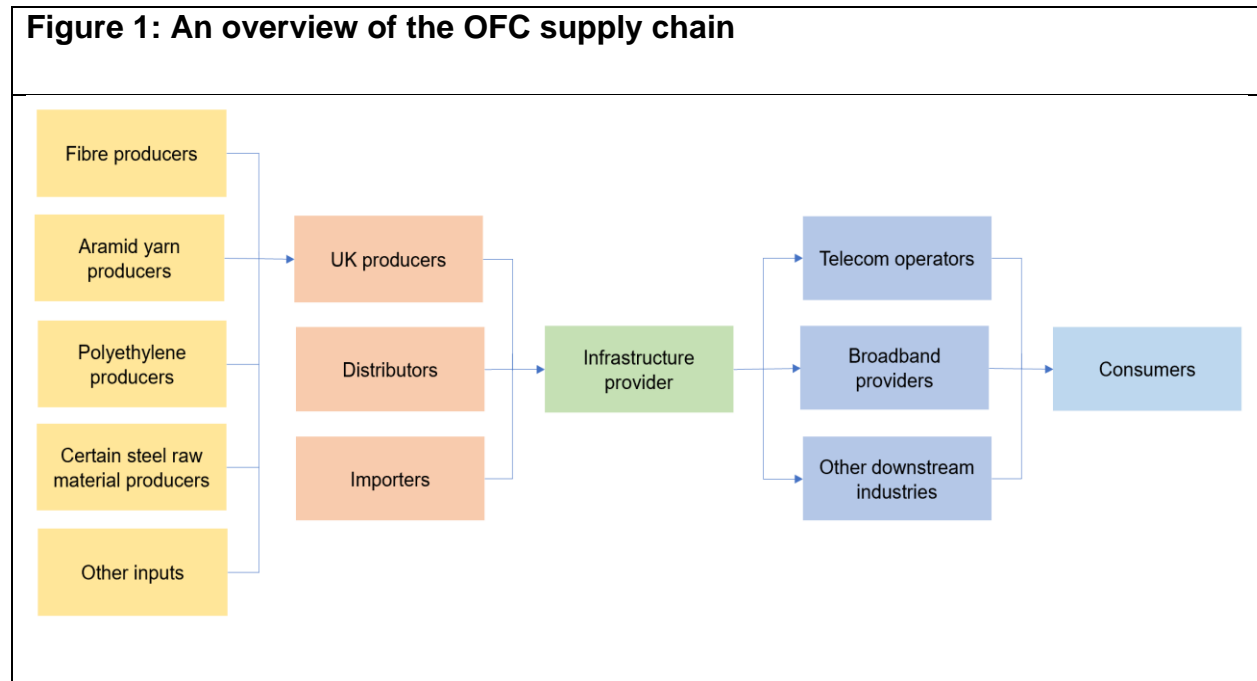 Figure 1: An overview of the OFC supply chain
Fibre producers
Aramid yarn
producers
Polyethylene
producers
Certain steel raw
material producers
Other inputs
UK producers
Distributors
Importers
Infrastructure
provider
Telecom operators
Broadband
providers
Other downstream
industries
Consumers